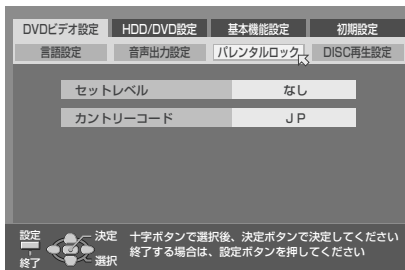 DVDビデオ設定 HDD/DVD設定 基本機能設定 初期設定
言語設定 音声出力設定 パレンタルロック DISC再生設定
セットレベル なし
カントリーコード JP
設定 決定 十字ボタンで選択後、決定ボタンで決定してください
終了 選択 終了する場合は、設定ボタンを押してください